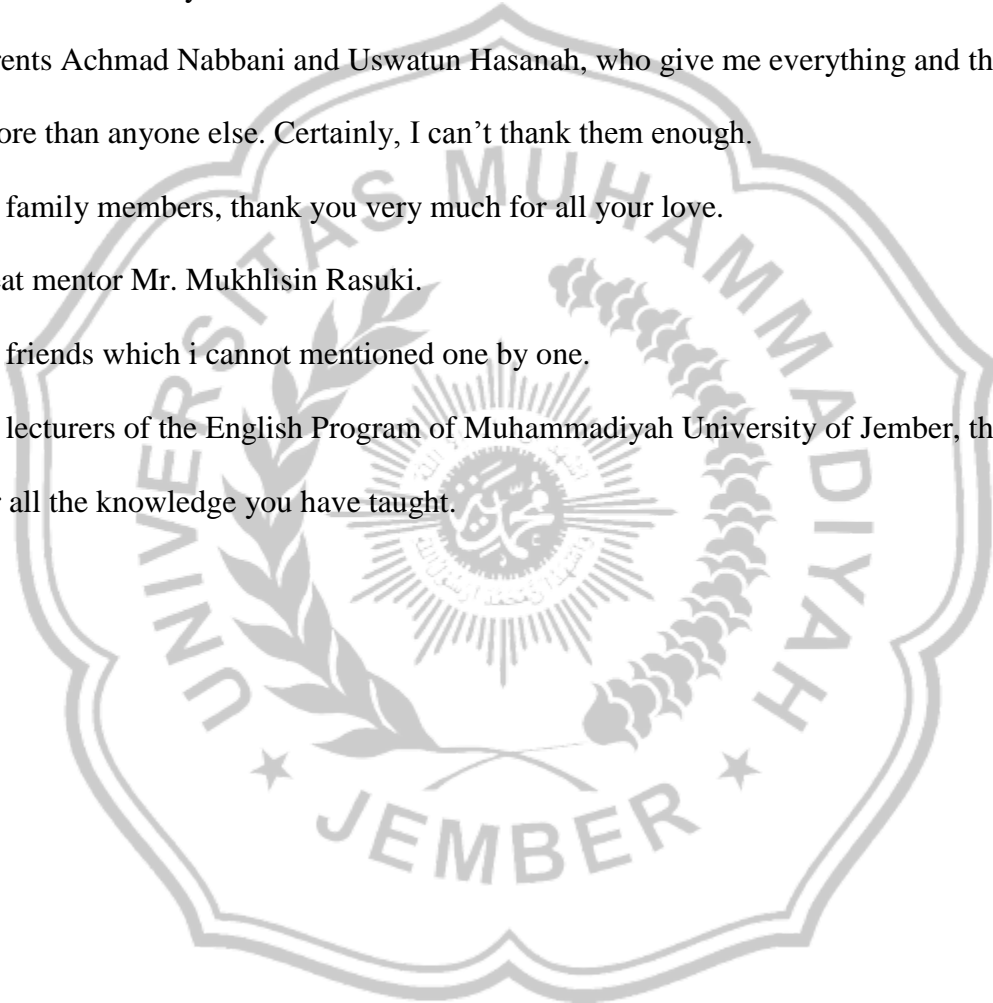 rents Achmad Nabbani and Uswatun Hasanah, who give me everything and th
ore than anyone else. Certainly, I can’t thank them enough.
family members, thank you very much for all your love.
at mentor Mr. Mukhlisin Rasuki.
friends which i cannot mentioned one by one.
lecturers of the English Program of Muhammadiyah University of Jember, th
r all the knowledge you have taught.
UNIVERSITAS MUHAMMADIYAH
JEMBER